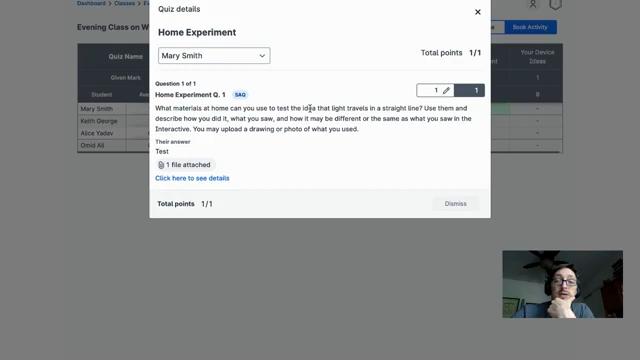 Dashboard > Classes >
Quiz details
Evening Class on
Book Activity
Home Experiment
Quiz Name
Your Device
Ideas
Mary Smith
Total points 1/1
Given Mark
1
Student
8
Question 1 of 1
Home Experiment Q. 1 SAQ
1
1
Mary Smith
What materials at home can you use to test the idea that light travels in a straight line? Use them and
Keith George
describe how you did it, what you saw, and how it may be different or the same as what you saw in the
Alice Yadav
Interactive. You may upload a drawing or photo of what you used.
Omid Ali
Their answer
Test
1 file attached
Click here to see details
Total points 1/1
Dismiss